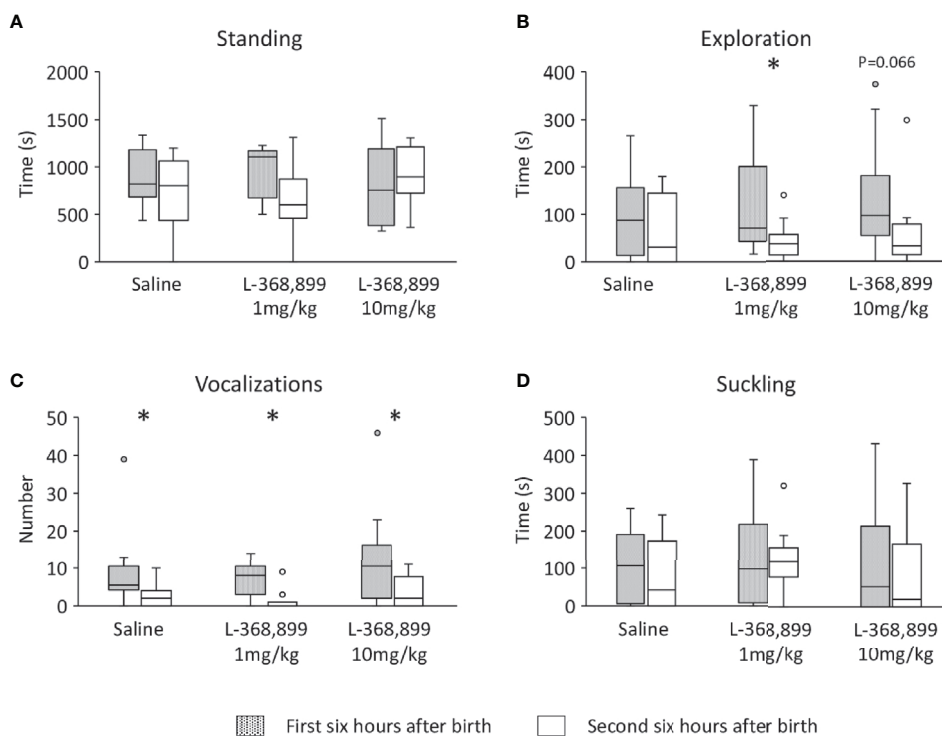 A
Standing
2000
1500
1000
500
0
Time (s)
Saline
L-368,899
1mg/kg
L-368,899
10mg/kg
B
Exploration
P=0.066
*
400
300
200
100
0
Time (s)
Saline
L-368,899
1mg/kg
L-368,899
10mg/kg
C
Vocalizations
* * *
50
40
30
20
10
0
Number
Saline
L-368,899
1mg/kg
L-368,899
10mg/kg
D
Suckling
500
400
300
200
100
0
Time (s)
Saline
L-368,899
1mg/kg
L-368,899
10mg/kg
First six hours after birth
Second six hours after birth